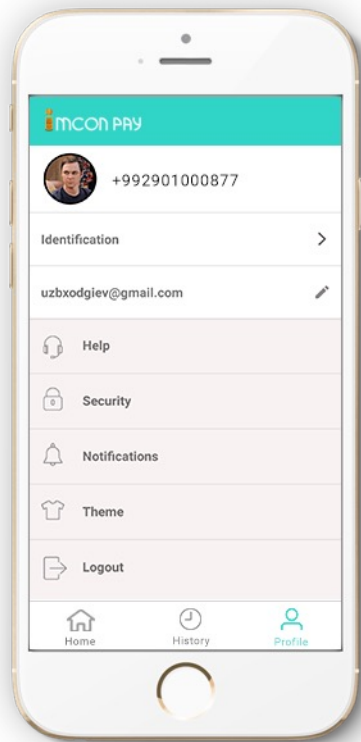 imcon pay
+992901000877
Identification
uzbxodgiev@gmail.com
Help
Security
Notifications
Theme
Logout
Home
History
Profile